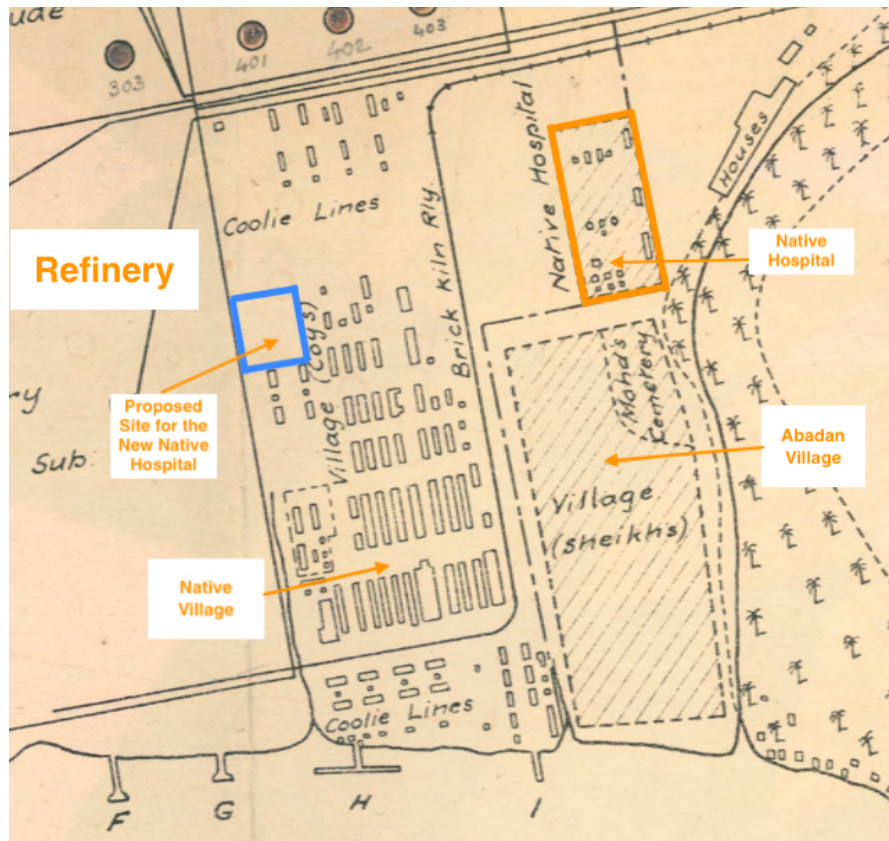 ude
303
401
402
403
Coolie Lines
Native Hospital
Houses
Brick Kiln Rly.
Native
Hospital
Refinery
Village (Coys)
Mohd's
Cemetery
Proposed
Site for the
New Native
Hospital
ry
Sub.
Abadan
Village
Village
(Sheikhs)
Native
Village
Coolie Lines
F
G
H
I